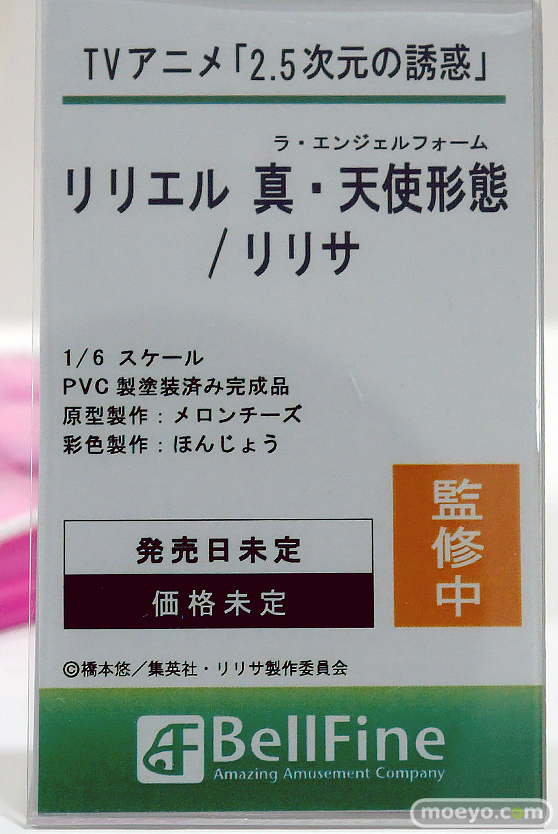 TVアニメ「2.5次元の誘惑」
ラ・エンジェルフォーム
リリエル 真・天使形態
/リリサ
1/6 スケール
PVC製塗装済み完成品
原型製作：メロンチーズ
彩色製作：ほんじょう
監修中
発売日未定
価格未定
©橋本悠／集英社・リリサ製作委員会
BellFine
Amazing Amusement Company
moeyo.com